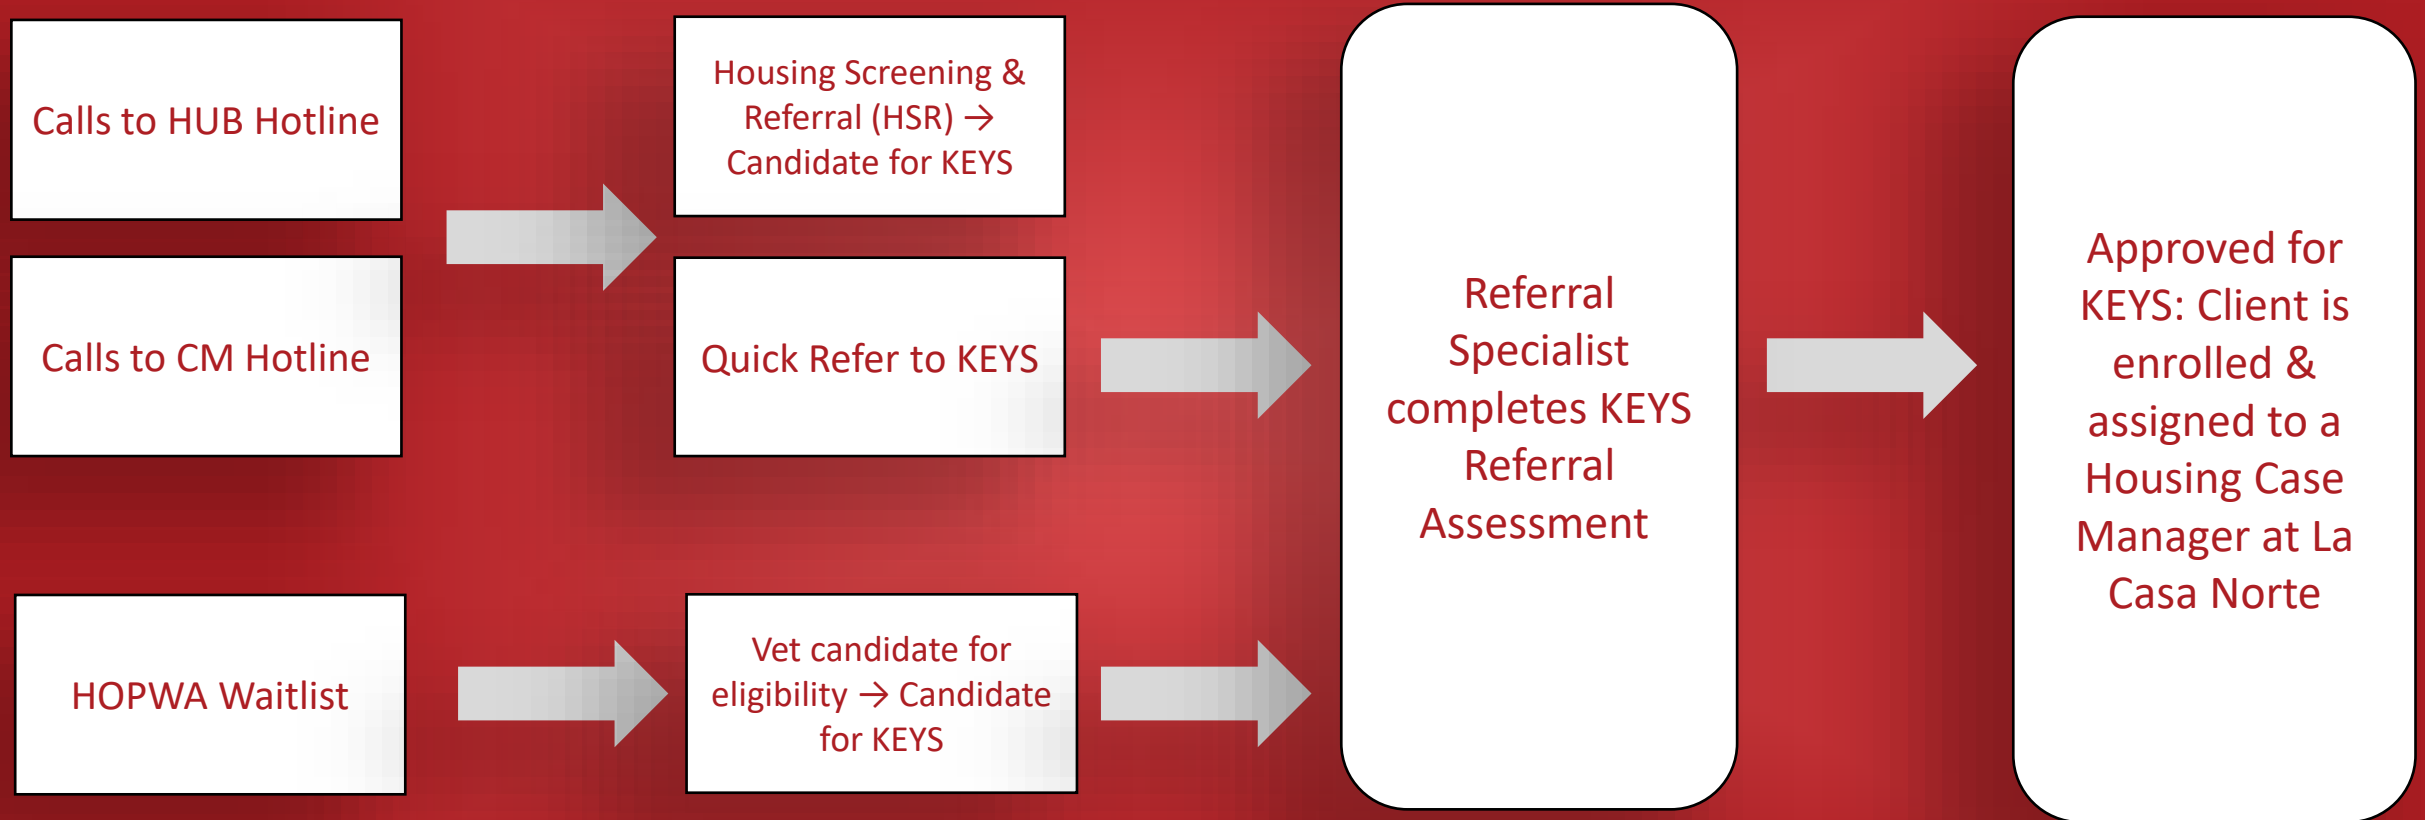 Calls to HUB Hotline
Calls to CM Hotline
HOPWA Waitlist
Housing Screening &
Referral (HSR) →
Candidate for KEYS
Quick Refer to KEYS
Vet candidate for
eligibility → Candidate
for KEYS
Referral
Specialist
completes KEYS
Referral
Assessment
Approved for
KEYS: Client is
enrolled &
assigned to a
Housing Case
Manager at La
Casa Norte